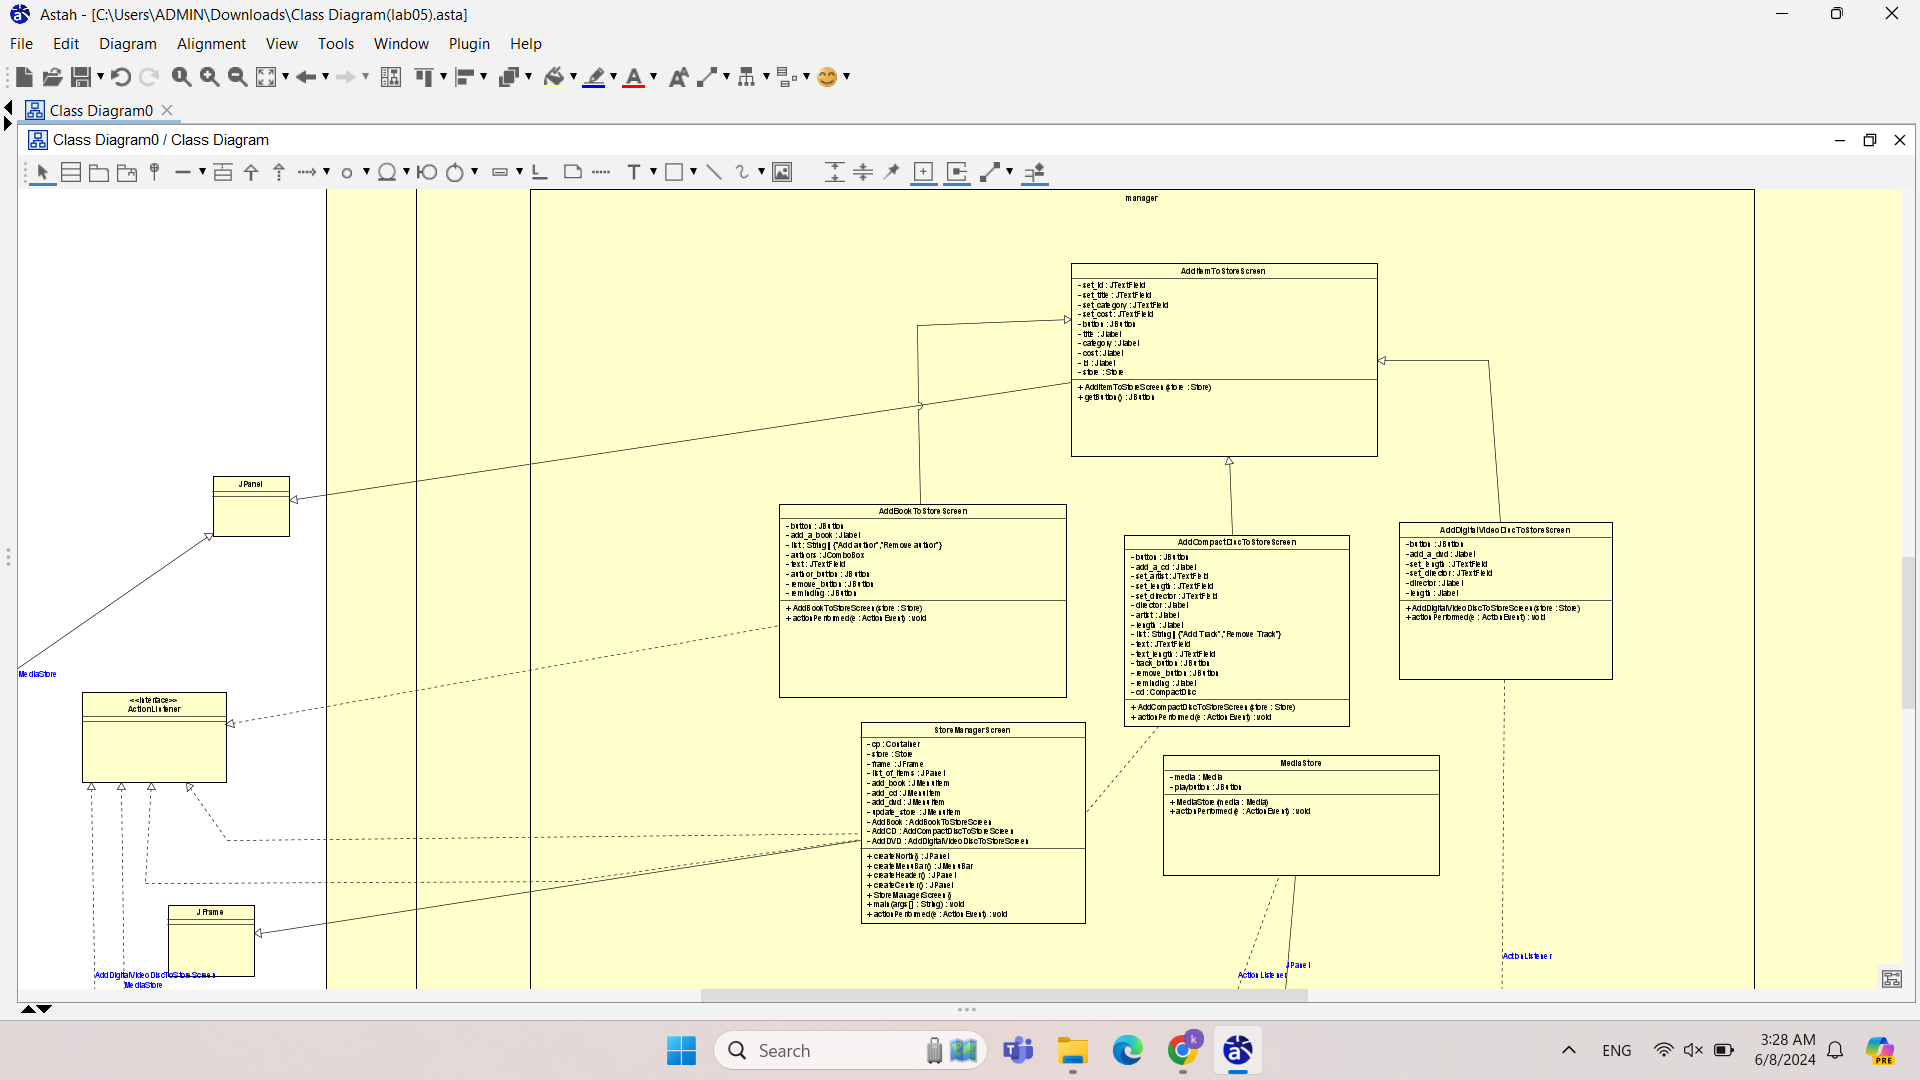 Astah - [C:\Users\ADMIN\Downloads\Class Diagram(lab05).asta]
File Edit Diagram Alignment View Tools Window Plugin Help
Class Diagram0
Class Diagram0 / Class Diagram
manager
AddItemToStoreScreen
- set_id : JTextField
- set_title : JTextField
- set_category : JTextField
- set_cost : JTextField
- button : JButton
- title : Jlabel
- category : Jlabel
- cost : Jlabel
- id : Jlabel
- store : Store
+ AddItemToStoreScreen(store : Store)
+ getButton() : JButton
JPanel
AddBookToStoreScreen
- button : JButton
- add_a_book : Jlabel
- list : String[] {"Add author","Remove author"}
- authors : JComboBox
- text : JTextField
- author_button : JButton
- remove_button : JButton
- reminding : JButton
+ AddBookToStoreScreen(store : Store)
+ actionPerformed(e : ActionEvent) : void
AddCompactDiscToStoreScreen
- button : JButton
- add_a_cd : Jlabel
- set_artist : JTextField
- set_length : JTextField
- set_director : JTextField
- director : Jlabel
- artist : Jlabel
- length : Jlabel
- list : String[] {"Add Track","Remove Track"}
- text : JTextField
- text_length : JTextField
- track_button : JButton
- remove_button : JButton
- reminding : Jlabel
- cd : CompactDisc
+ AddCompactDiscToStoreScreen(store : Store)
+ actionPerformed(e : ActionEvent) : void
AddDigitalVideoDiscToStoreScreen
- button : JButton
- add_a_dvd : Jlabel
- set_length : JTextField
- set_director : JTextField
- director : Jlabel
- length : Jlabel
+ AddDigitalVideoDiscToStoreScreen(store : Store)
+ actionPerformed(e : ActionEvent) : void
MediaStore
<<interface>>
ActionListener
StoreManagerScreen
- cp : Container
- store : Store
- frame : JFrame
- list_of_items : JPanel
- add_book : JMenuItem
- add_cd : JMenuItem
- add_dvd : JMenuItem
- update_store : JMenuItem
- AddBook : AddBookToStoreScreen
- AddCD : AddCompactDiscToStoreScreen
- AddDVD : AddDigitalVideoDiscToStoreScreen
+ createNorth() : JPanel
+ createMenuBar() : JMenuBar
+ createHeader() : JPanel
+ createCenter() : JPanel
+ StoreManagerScreen()
+ main(args[] : String) : void
+ actionPerformed(e : ActionEvent) : void
MediaStore
- media : Media
- playbutton : JButton
+ MediaStore(media : Media)
+ actionPerformed(e : ActionEvent) : void
JFrame
AddDigitalVideoDiscToStoreScreen
MediaStore
ActionListener
JPanel
ActionListener
Search
k
ENG
3:28 AM
6/8/2024
PRE